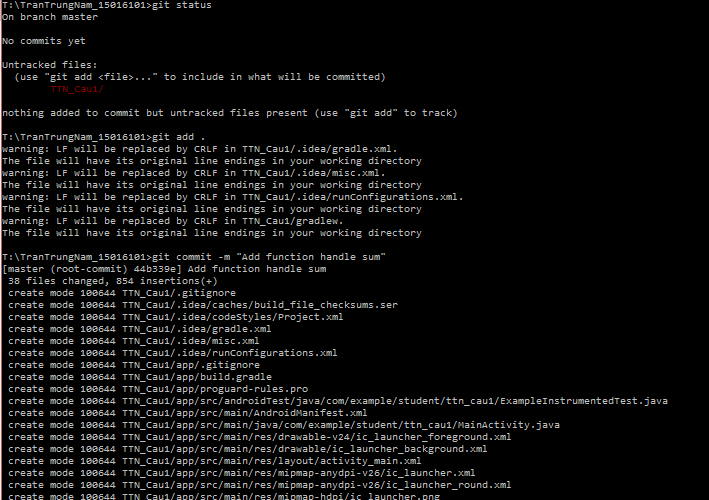 T:\TranTrungNam_15016101>git status
On branch master
No commits yet
Untracked files:
(use "git add <file>..." to include in what will be committed)
TTN_Cau1/
nothing added to commit but untracked files present (use "git add" to track)
T:\TranTrungNam_15016101>git add .
warning: LF will be replaced by CRLF in TTN_Cau1/.idea/gradle.xml.
The file will have its original line endings in your working directory
warning: LF will be replaced by CRLF in TTN_Cau1/.idea/misc.xml.
The file will have its original line endings in your working directory
warning: LF will be replaced by CRLF in TTN_Cau1/.idea/runConfigurations.xml.
The file will have its original line endings in your working directory
warning: LF will be replaced by CRLF in TTN_Cau1/gradlew.
The file will have its original line endings in your working directory
T:\TranTrungNam_15016101>git commit -m "Add function handle sum"
[master (root-commit) 44b339e] Add function handle sum
38 files changed, 854 insertions(+)
create mode 100644 TTN_Cau1/.gitignore
create mode 100644 TTN_Cau1/.idea/caches/build_file_checksums.ser
create mode 100644 TTN_Cau1/.idea/codeStyles/Project.xml
create mode 100644 TTN_Cau1/.idea/gradle.xml
create mode 100644 TTN_Cau1/.idea/misc.xml
create mode 100644 TTN_Cau1/.idea/runConfigurations.xml
create mode 100644 TTN_Cau1/app/.gitignore
create mode 100644 TTN_Cau1/app/build.gradle
create mode 100644 TTN_Cau1/app/proguard-rules.pro
create mode 100644 TTN_Cau1/app/src/androidTest/java/com/example/student/ttn_cau1/ExampleInstrumentedTest.java
create mode 100644 TTN_Cau1/app/src/main/AndroidManifest.xml
create mode 100644 TTN_Cau1/app/src/main/java/com/example/student/ttn_cau1/MainActivity.java
create mode 100644 TTN_Cau1/app/src/main/res/drawable-v24/ic_launcher_foreground.xml
create mode 100644 TTN_Cau1/app/src/main/res/drawable/ic_launcher_background.xml
create mode 100644 TTN_Cau1/app/src/main/res/layout/activity_main.xml
create mode 100644 TTN_Cau1/app/src/main/res/mipmap-anydpi-v26/ic_launcher.xml
create mode 100644 TTN_Cau1/app/src/main/res/mipmap-anydpi-v26/ic_launcher_round.xml
create mode 100644 TTN_Cau1/app/src/main/res/mipmap-hdpi/ic_launcher.png